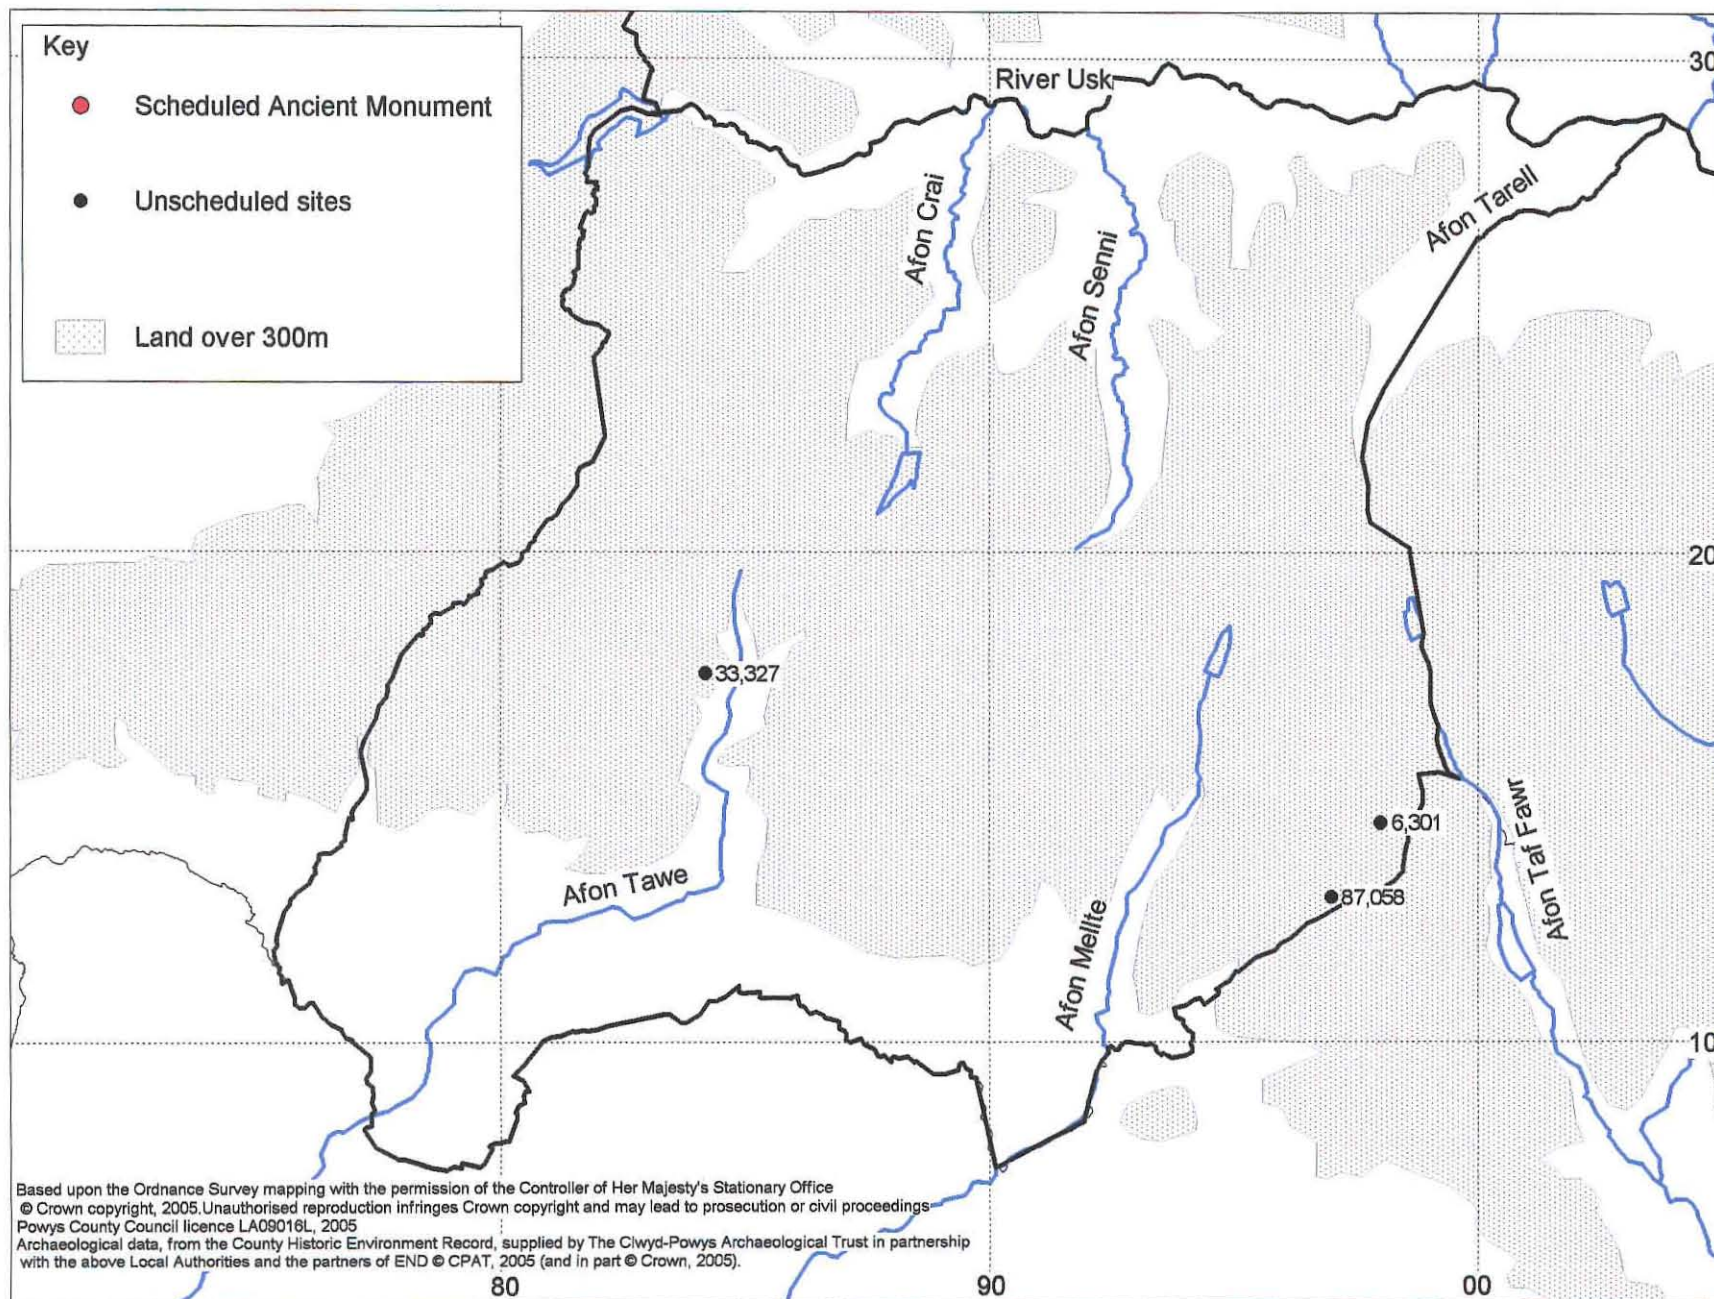 Key
Scheduled Ancient Monument
Unscheduled sites
Land over 300m
River Usk
30
Afon Crai
Afon Senni
Afon Tarell
20
33,327
6,301
87,058
Afon Tawe
Afon Mellte
Afon Taf Fawr
10
Based upon the Ordnance Survey mapping with the permission of the Controller of Her Majesty's Stationary Office
© Crown copyright, 2005.Unauthorised reproduction infringes Crown copyright and may lead to prosecution or civil proceedings
Powys County Council licence LA09016L, 2005
Archaeological data, from the County Historic Environment Record, supplied by The Clwyd-Powys Archaeological Trust in partnership
with the above Local Authorities and the partners of END © CPAT, 2005 (and in part © Crown, 2005).
80
90
00